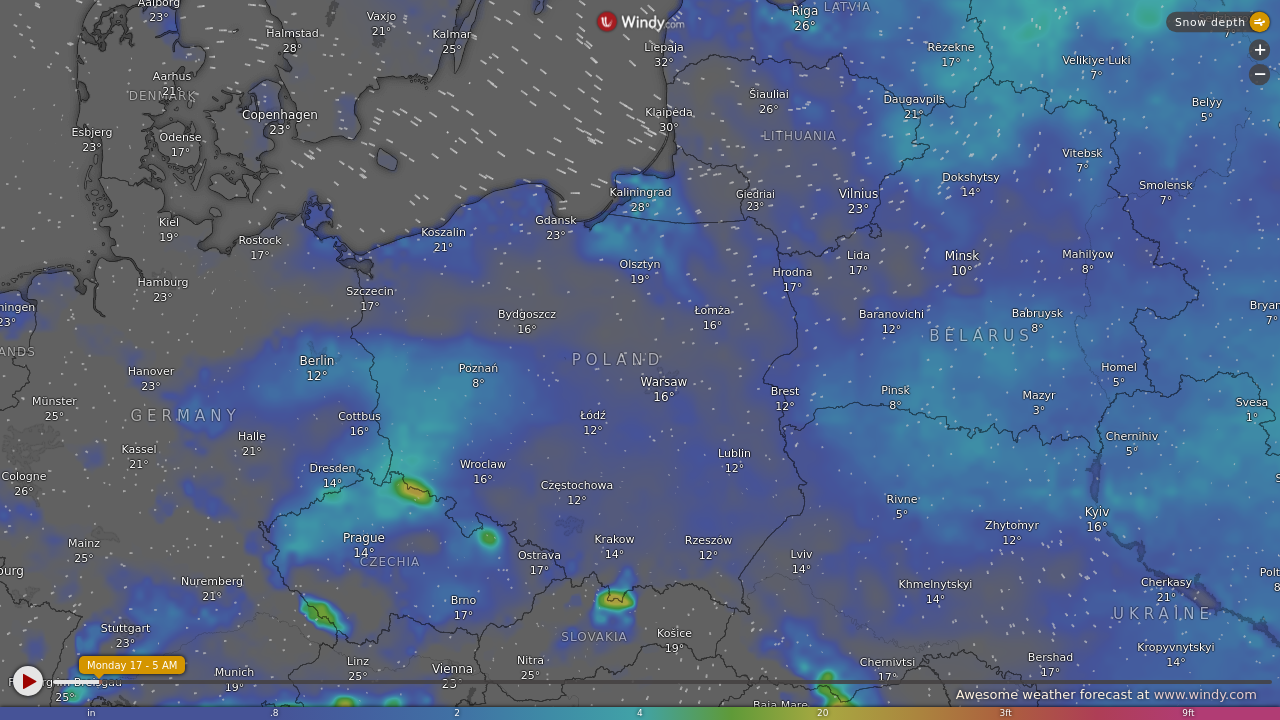 Aalborg
23°
Halmstad
28°
Vaxjo
21°
Kalmar
25°
Windy.com
Liepāja
32°
Riga
26°
LATVIA
Snow depth
7°
Rēzekne
17°
Velikiye Luki
7°
Aarhus
21°
DENMARK
Šiauliai
26°
Daugavpils
21°
Belyy
5°
Esbjerg
23°
Odense
17°
Copenhagen
23°
Klaipėda
30°
LITHUANIA
Vitebsk
7°
Kaliningrad
28°
Giedriai
23°
Vilnius
23°
Dokshytsy
14°
Smolensk
7°
Kiel
19°
Rostock
17°
Koszalin
21°
Gdansk
23°
Olsztyn
19°
Hrodna
17°
Lida
17°
Minsk
10°
Mahilyow
8°
Hamburg
23°
Szczecin
17°
Bydgoszcz
16°
Łomża
16°
Baranovichi
12°
Babruysk
8°
BELARUS
ningen
23°
ANDS
Hanover
23°
Berlin
12°
Poznań
8°
POLAND
Warsaw
16°
Brest
12°
Pinsk
8°
Mazyr
3°
Homel
5°
Svesa
1°
Bryan
7°
Münster
25°
GERMANY
Cottbus
16°
Łódź
12°
Chernihiv
5°
Kassel
21°
Halle
21°
Lublin
12°
Cologne
26°
Dresden
14°
Wroclaw
16°
Częstochowa
12°
Rivne
5°
Zhytomyr
12°
Kyiv
16°
Mainz
25°
Prague
14°
CZECHIA
Ostrava
17°
Krakow
14°
Rzeszów
12°
Lviv
14°
Nuremberg
21°
Brno
17°
Khmelnytskyi
14°
Cherkasy
21°
UKRAINE
Stuttgart
23°
SLOVAKIA
Košice
19°
Kropyvnytskyi
14°
Monday 17 - 5 AM
25°
Munich
19°
Linz
25°
Vienna
23°
Nitra
25°
Chernivtsi
17°
Bershad
17°
Awesome weather forecast at www.windy.com
Baia Mare
in .8 2 4 20 3ft 9ft